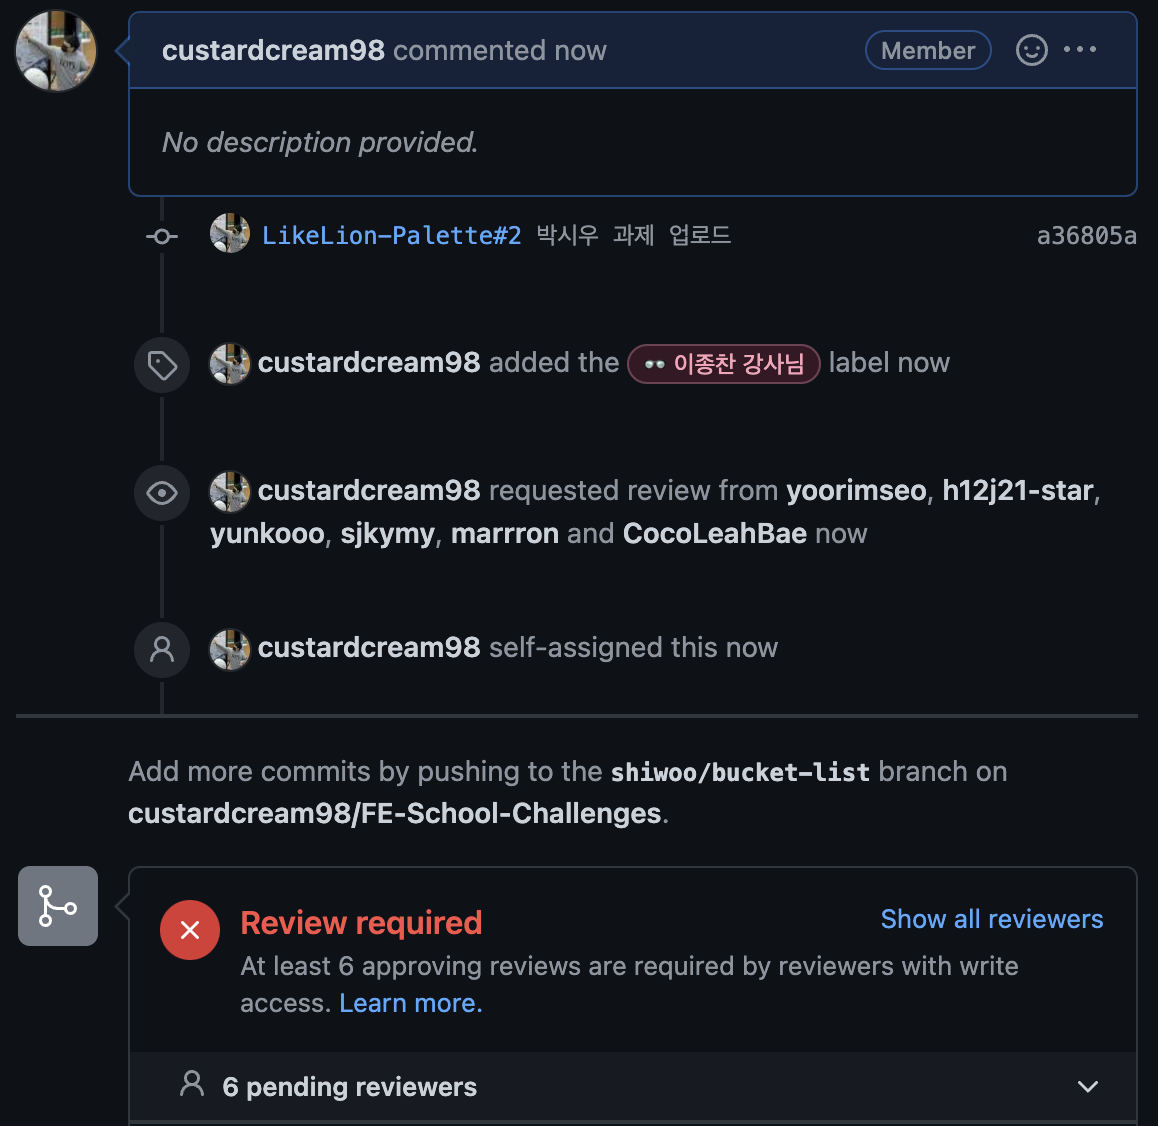 custardcream98 commented now Member
No description provided.
LikeLion-Palette#2 박시우 과제 업로드 a36805a
custardcream98 added the 👓 이종찬 강사님 label now
custardcream98 requested review from yoorimseo, h12j21-star,
yunkooo, sjkymy, marrron and CocoLeahBae now
custardcream98 self-assigned this now
Add more commits by pushing to the shiwoo/bucket-list branch on
custardcream98/FE-School-Challenges.
Review required Show all reviewers
At least 6 approving reviews are required by reviewers with write
access. Learn more.
6 pending reviewers